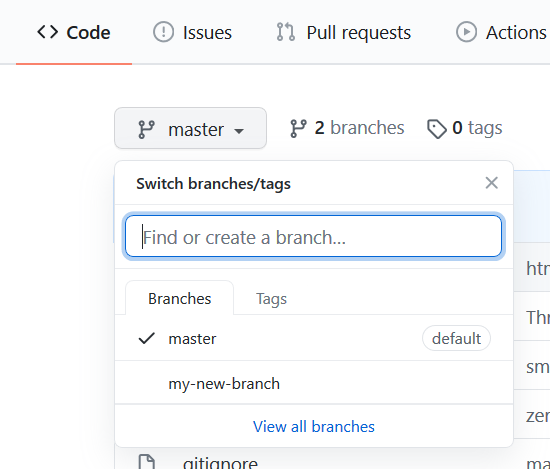 Code Issues Pull requests Actions
master 2 branches 0 tags
Switch branches/tags
Find or create a branch...
Branches Tags
master default
my-new-branch
View all branches
htm
Thr
sm
zer
.gitignore ma